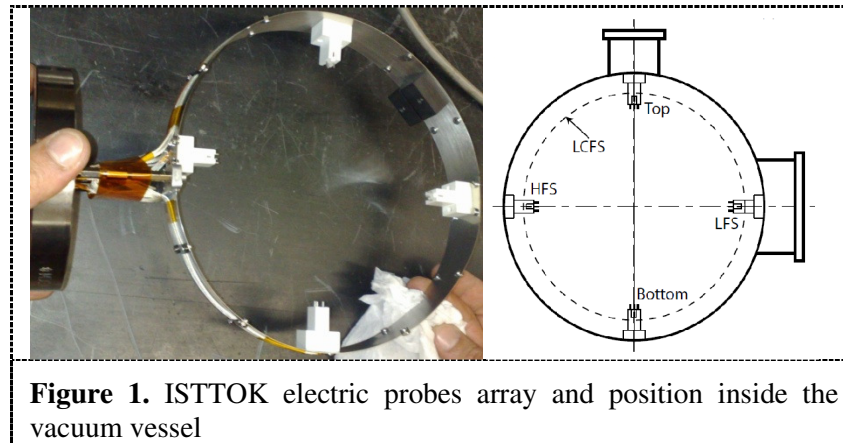 Top
LCFS
HFS
LFS
Bottom
Figure 1. ISTTOK electric probes array and position inside the
vacuum vessel